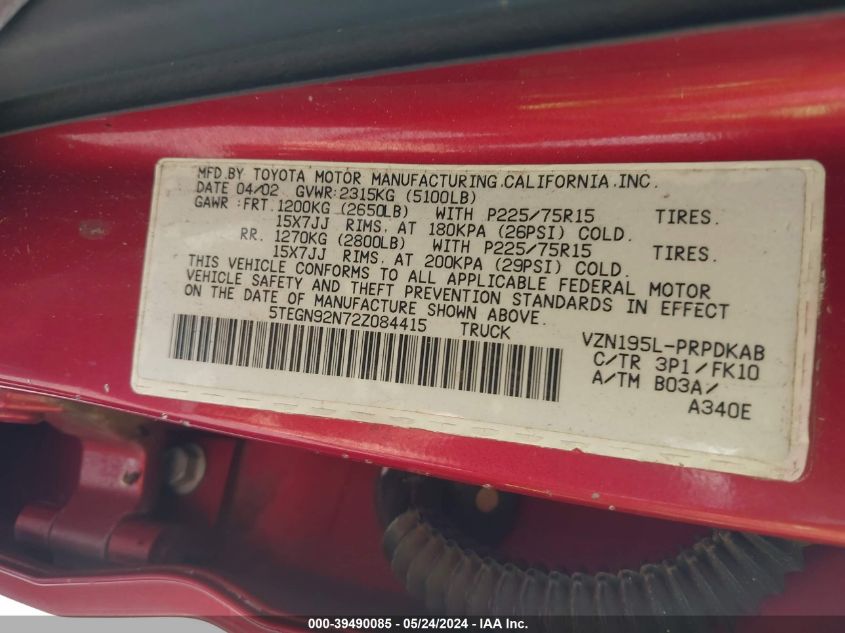 MFD.BY TOYOTA MOTOR MANUFACTURING.CALIFORNIA.INC.
DATE 04/02 GVWR:2315KG (5100LB)
GAWR :FRT. 1200KG (2650LB) WITH P225/75R15 TIRES.
15X7JJ RIMS. AT 180KPA (26PSI) COLD.
RR. 1270KG (2800LB) WITH P225/75R15 TIRES.
15X7JJ RIMS. AT 200KPA (29PSI) COLD.
THIS VEHICLE CONFORMS TO ALL APPLICABLE FEDERAL MOTOR
VEHICLE SAFETY AND THEFT PREVENTION STANDARDS IN EFFECT
ON THE DATE OF MANUFACTURE SHOWN ABOVE.
5TEGN92N72Z084415 TRUCK
VZN195L-PRPDKAB
C/TR 3P1/FK10
A/TM B03A/
A340E
000-39490085 - 05/24/2024 - IAA Inc.